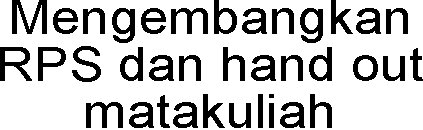 Mengembangkan
RPS dan hand out
matakuliah